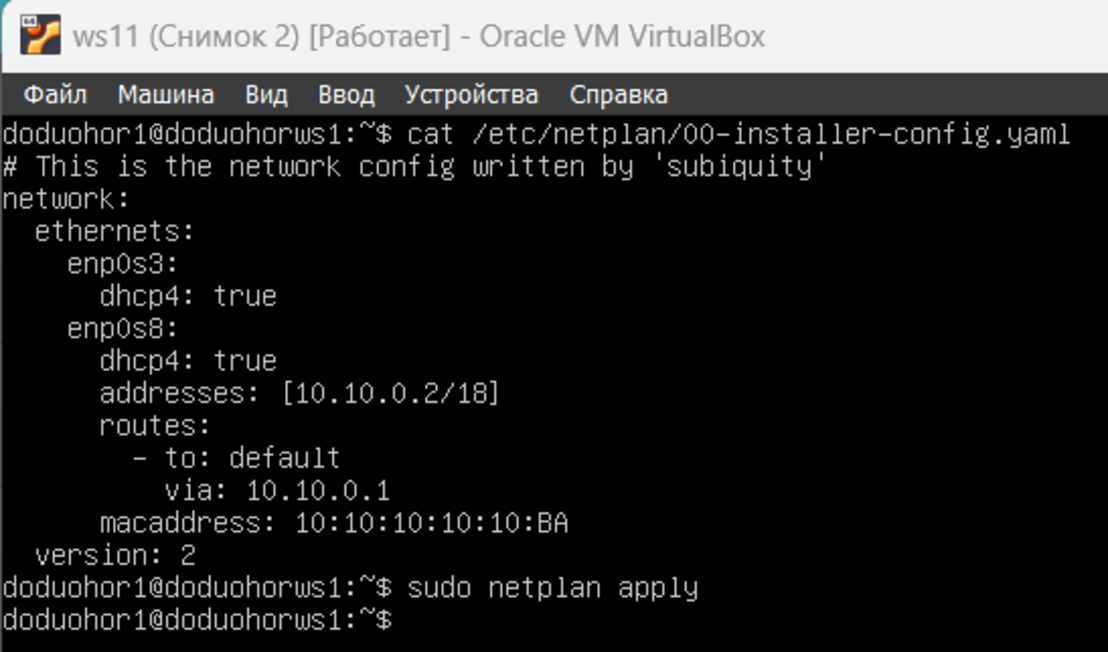 64
ws11 (Снимок 2) [Работает] - Oracle VM VirtualBox
Файл Машина Вид Ввод Устройства Справка
doduohor1@doduohorws1:~$ cat /etc/netplan/00-installer-config.yaml
# This is the network config written by 'subiquity'
network:
  ethernets:
    enp0s3:
      dhcp4: true
    enp0s8:
      dhcp4: true
      addresses: [10.10.0.2/18]
      routes:
        - to: default
          via: 10.10.0.1
      macaddress: 10:10:10:10:10:BA
  version: 2
doduohor1@doduohorws1:~$ sudo netplan apply
doduohor1@doduohorws1:~$